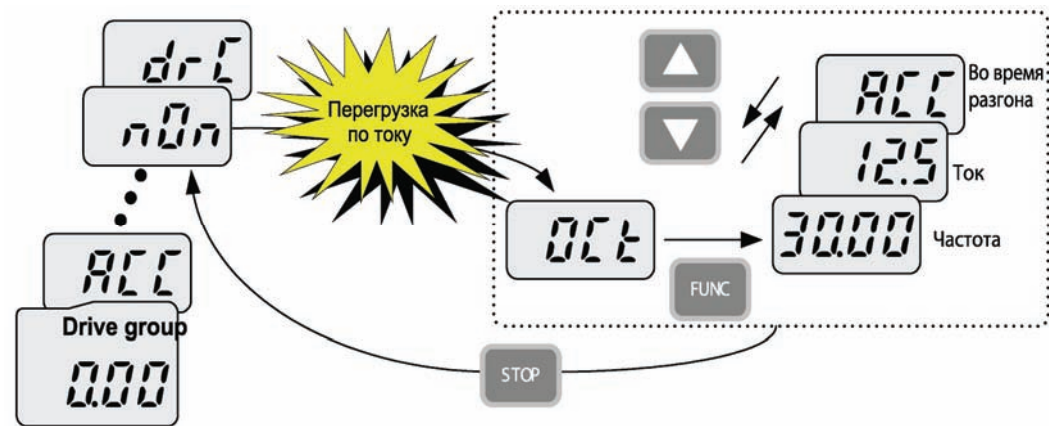 drC
nOn
ACC
Drive group
0.00
Перегрузка
по току
OCt
FUNC
ACC
Во время
разгона
12.5
Ток
30.00
Частота
STOP